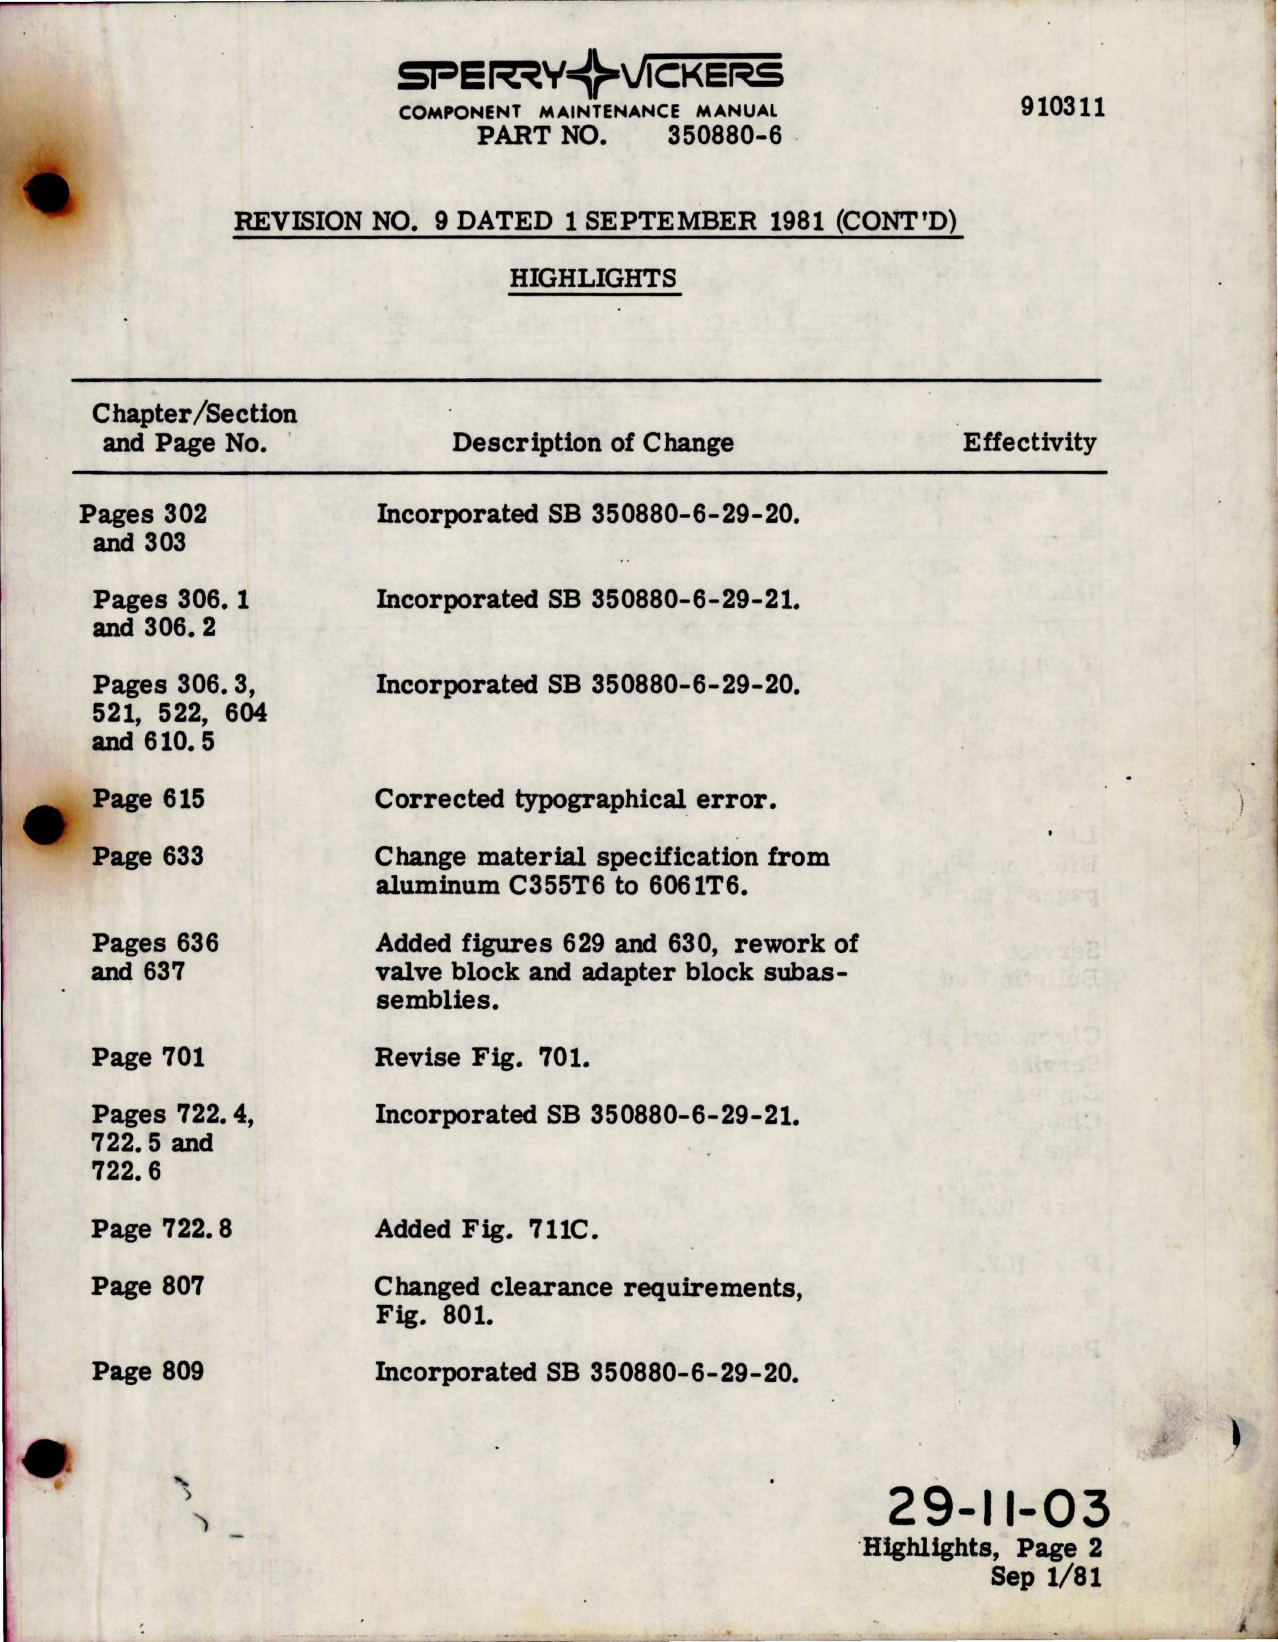 SPERRY VICKERS
COMPONENT MAINTENANCE MANUAL
PART NO. 350880-6
910311
REVISION NO. 9 DATED 1 SEPTEMBER 1981 (CONT'D)
HIGHLIGHTS
Chapter/Section
and Page No. Description of Change Effectivity
Pages 302 Incorporated SB 350880-6-29-20.
and 303
Pages 306.1 Incorporated SB 350880-6-29-21.
and 306.2
Pages 306.3, Incorporated SB 350880-6-29-20.
521, 522, 604
and 610.5
Page 615 Corrected typographical error.
Page 633 Change material specification from
aluminum C355T6 to 6061T6.
Pages 636 Added figures 629 and 630, rework of
and 637 valve block and adapter block subas-
semblies.
Page 701 Revise Fig. 701.
Pages 722.4, Incorporated SB 350880-6-29-21.
722.5 and
722.6
Page 722.8 Added Fig. 711C.
Page 807 Changed clearance requirements,
Fig. 801.
Page 809 Incorporated SB 350880-6-29-20.
29-11-03
Highlights, Page 2
Sep 1/81